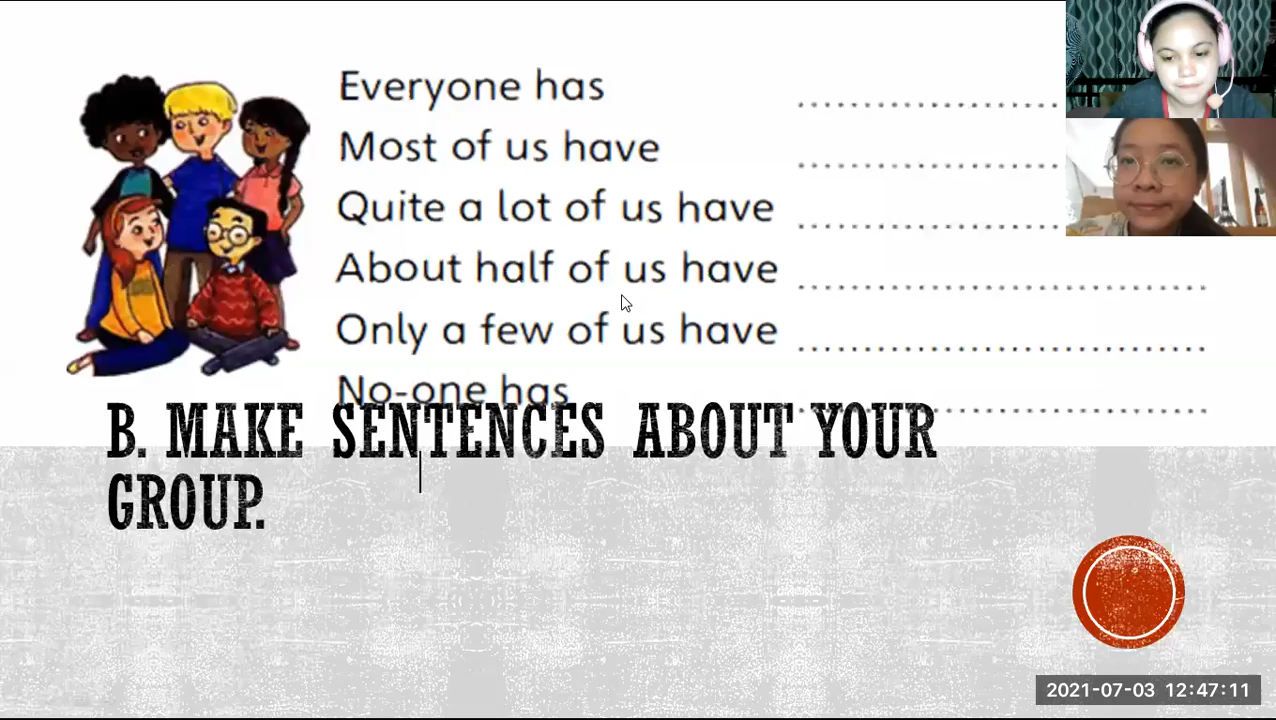 Everyone has ....................
Most of us have ....................
Quite a lot of us have ....................
About half of us have ...............................
Only a few of us have ...............................
No-one has ...............................
B. MAKE SENTENCES ABOUT YOUR
GROUP.
2021-07-03 12:47:11